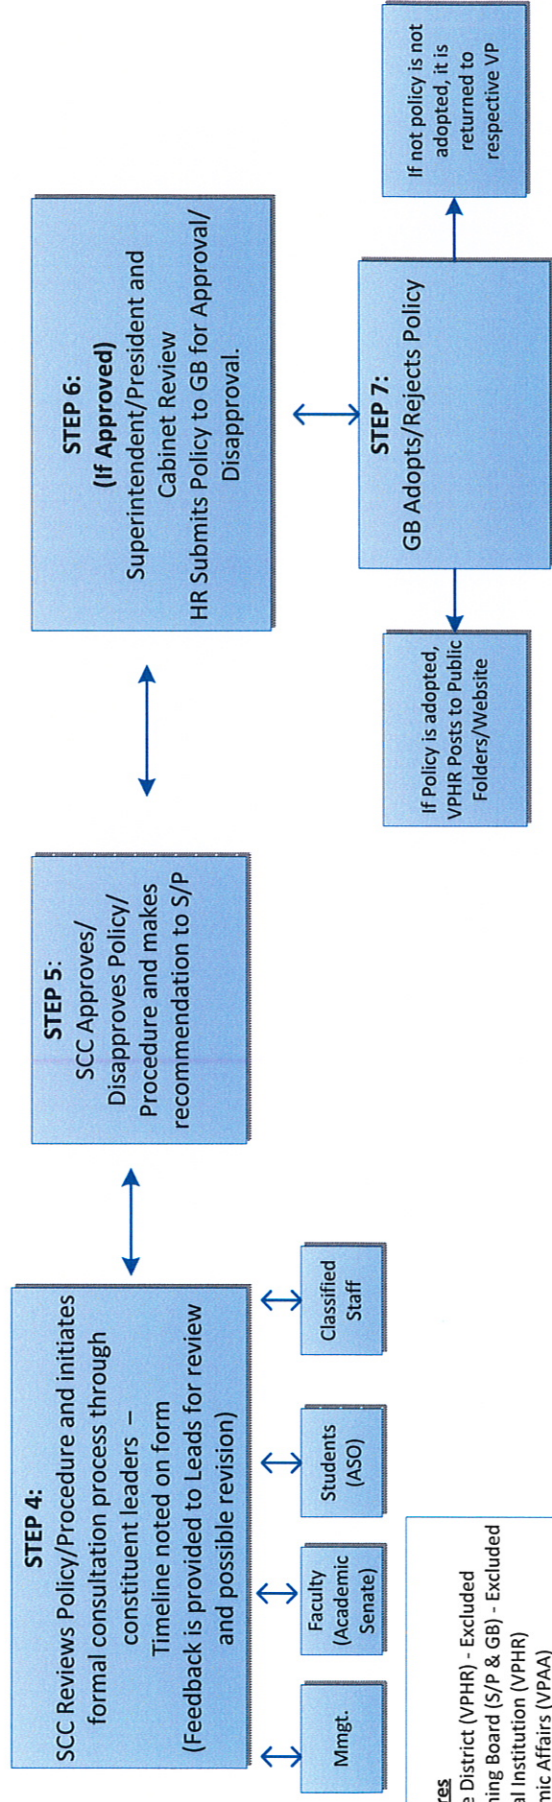 STEP 4:
SCC Reviews Policy/Procedure and initiates
formal consultation process through
constituent leaders –
Timeline noted on form
(Feedback is provided to Leads for review
and possible revision)
Mmgt.
Faculty
(Academic
Senate)
Students
(ASO)
Classified
Staff
STEP 5:
SCC Approves/
Disapproves Policy/
Procedure and makes
recommendation to S/P
STEP 6:
(If Approved)
Superintendent/President and
Cabinet Review
HR Submits Policy to GB for Approval/
Disapproval.
STEP 7:
GB Adopts/Rejects Policy
If Policy is adopted,
VPHR Posts to Public
Folders/Website
If not policy is not
adopted, it is
returned to
respective VP
District (VPHR) - Excluded
Board (S/P & GB) - Excluded
Institution (VPHR)
Affairs (VPAA)